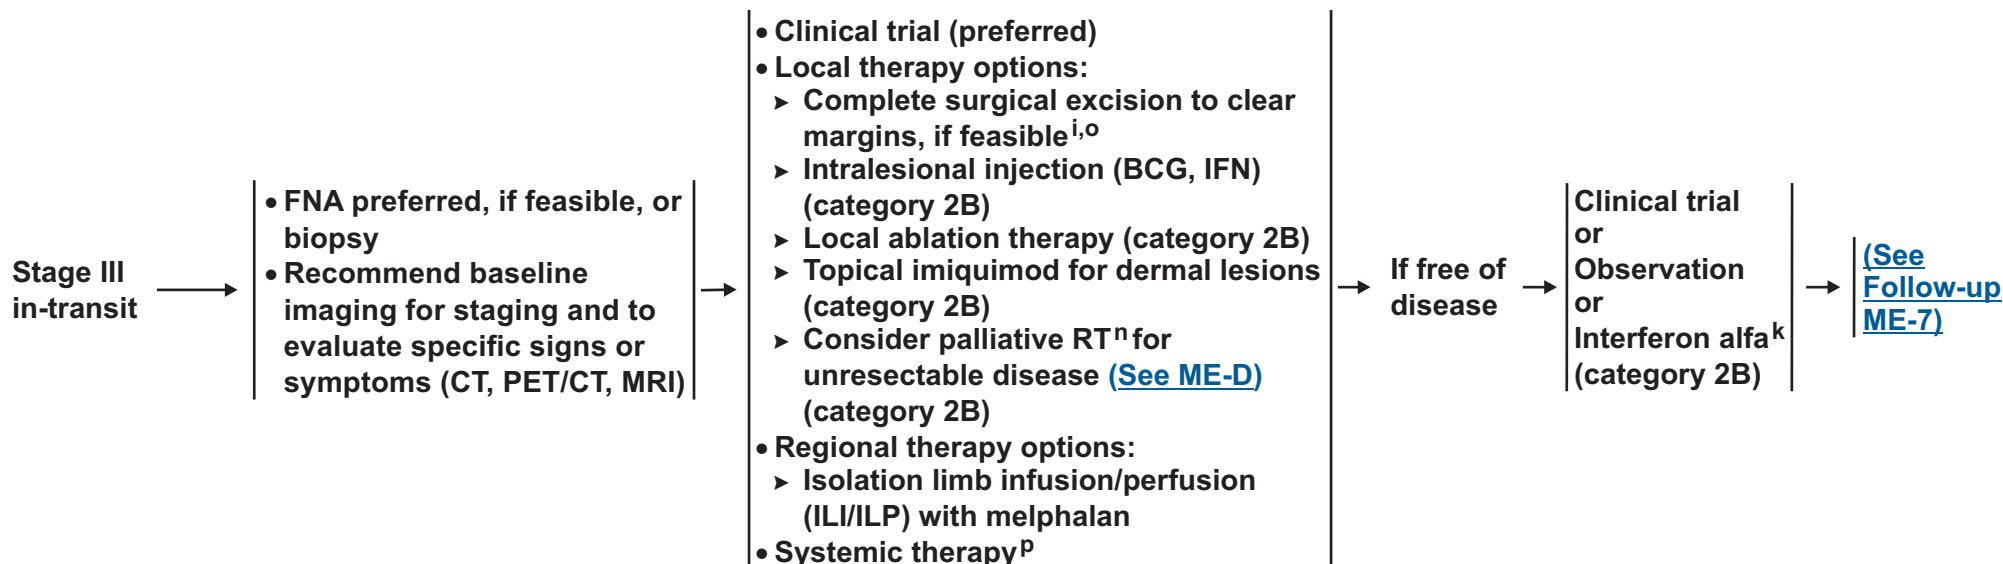 Stage III
in-transit
• FNA preferred, if feasible, or
biopsy
• Recommend baseline
imaging for staging and to
evaluate specific signs or
symptoms (CT, PET/CT, MRI)
• Clinical trial (preferred)
• Local therapy options:
➤ Complete surgical excision to clear
margins, if feasible i,o
➤ Intralesional injection (BCG, IFN)
(category 2B)
➤ Local ablation therapy (category 2B)
➤ Topical imiquimod for dermal lesions
(category 2B)
➤ Consider palliative RT n for
unresectable disease (See ME-D)
(category 2B)
• Regional therapy options:
➤ Isolation limb infusion/perfusion
(ILI/ILP) with melphalan
• Systemic therapy p
If free of
disease
Clinical trial
or
Observation
or
Interferon alfa k
(category 2B)
(See
Follow-up
ME-7)